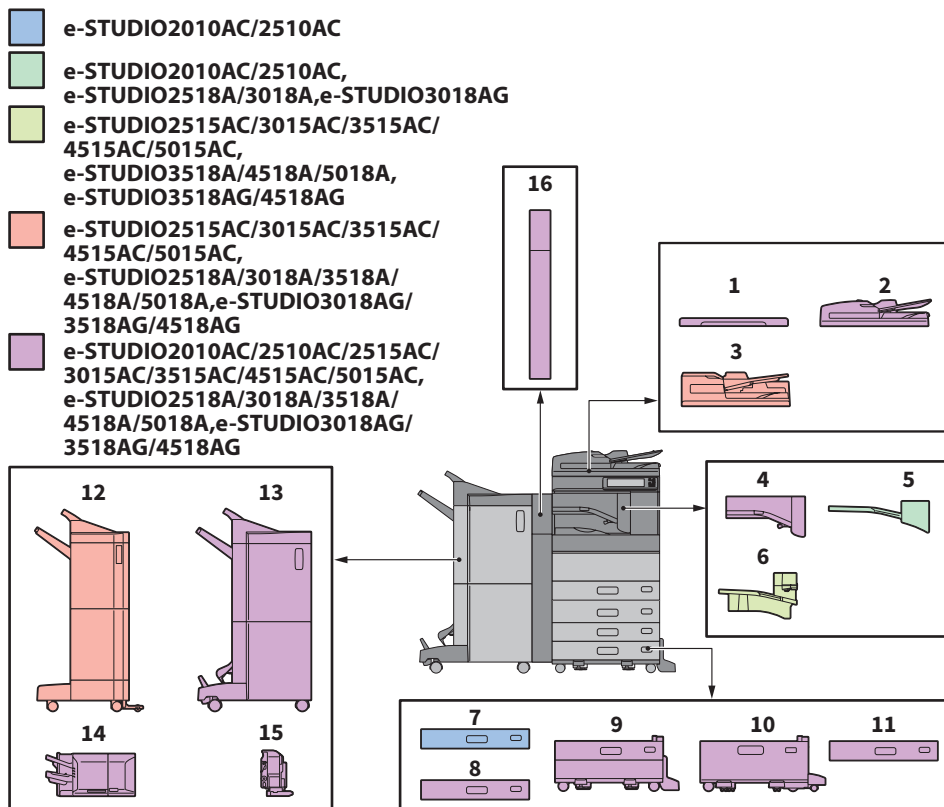 e-STUDIO2010AC/2510AC
e-STUDIO2010AC/2510AC,
e-STUDIO2518A/3018A,e-STUDIO3018AG
e-STUDIO2515AC/3015AC/3515AC/
4515AC/5015AC,
e-STUDIO3518A/4518A/5018A,
e-STUDIO3518AG/4518AG
e-STUDIO2515AC/3015AC/3515AC/
4515AC/5015AC,
e-STUDIO2518A/3018A/3518A/
4518A/5018A,e-STUDIO3018AG/
3518AG/4518AG
e-STUDIO2010AC/2510AC/2515AC/
3015AC/3515AC/4515AC/5015AC,
e-STUDIO2518A/3018A/3518A/
4518A/5018A,e-STUDIO3018AG/
3518AG/4518AG
16
1 2
3
4 5
6
12 13
14 15
7 9 10 11
8